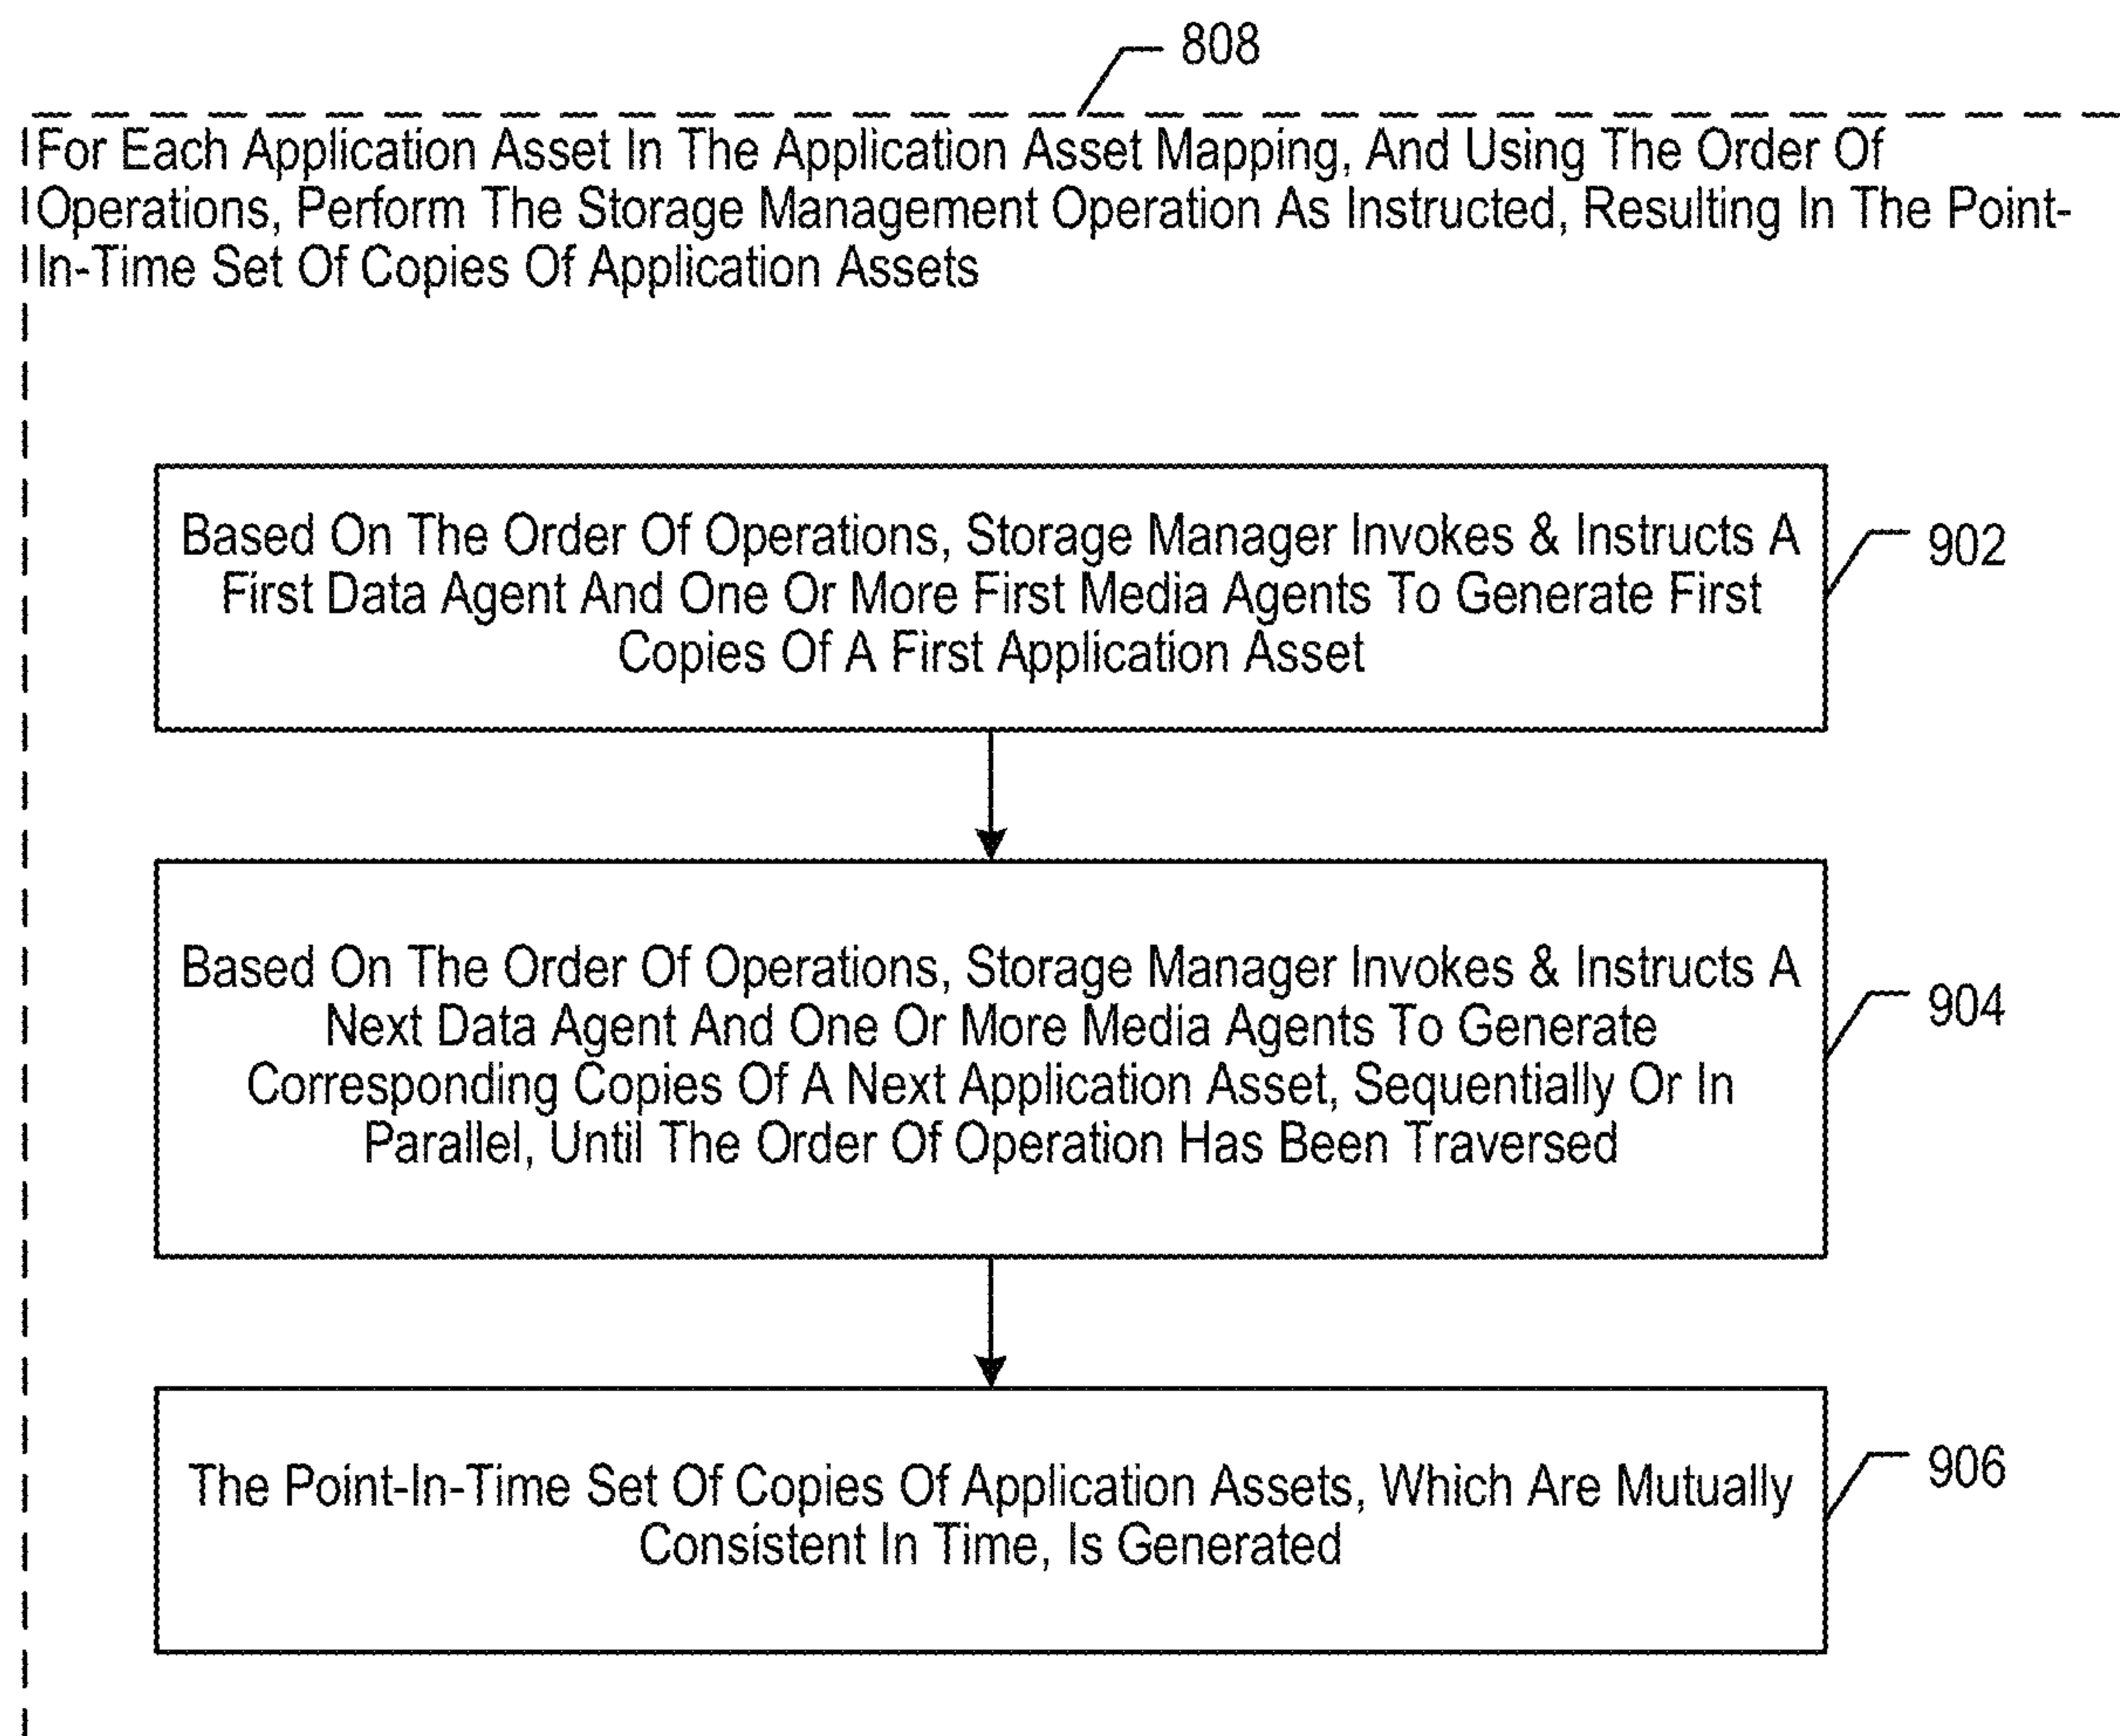 808
For Each Application Asset In The Application Asset Mapping, And Using The Order Of
Operations, Perform The Storage Management Operation As Instructed, Resulting In The Point-
In-Time Set Of Copies Of Application Assets
Based On The Order Of Operations, Storage Manager Invokes & Instructs A
First Data Agent And One Or More First Media Agents To Generate First
Copies Of A First Application Asset
902
Based On The Order Of Operations, Storage Manager Invokes & Instructs A
Next Data Agent And One Or More Media Agents To Generate
Corresponding Copies Of A Next Application Asset, Sequentially Or In
Parallel, Until The Order Of Operation Has Been Traversed
904
The Point-In-Time Set Of Copies Of Application Assets, Which Are Mutually
Consistent In Time, Is Generated
906